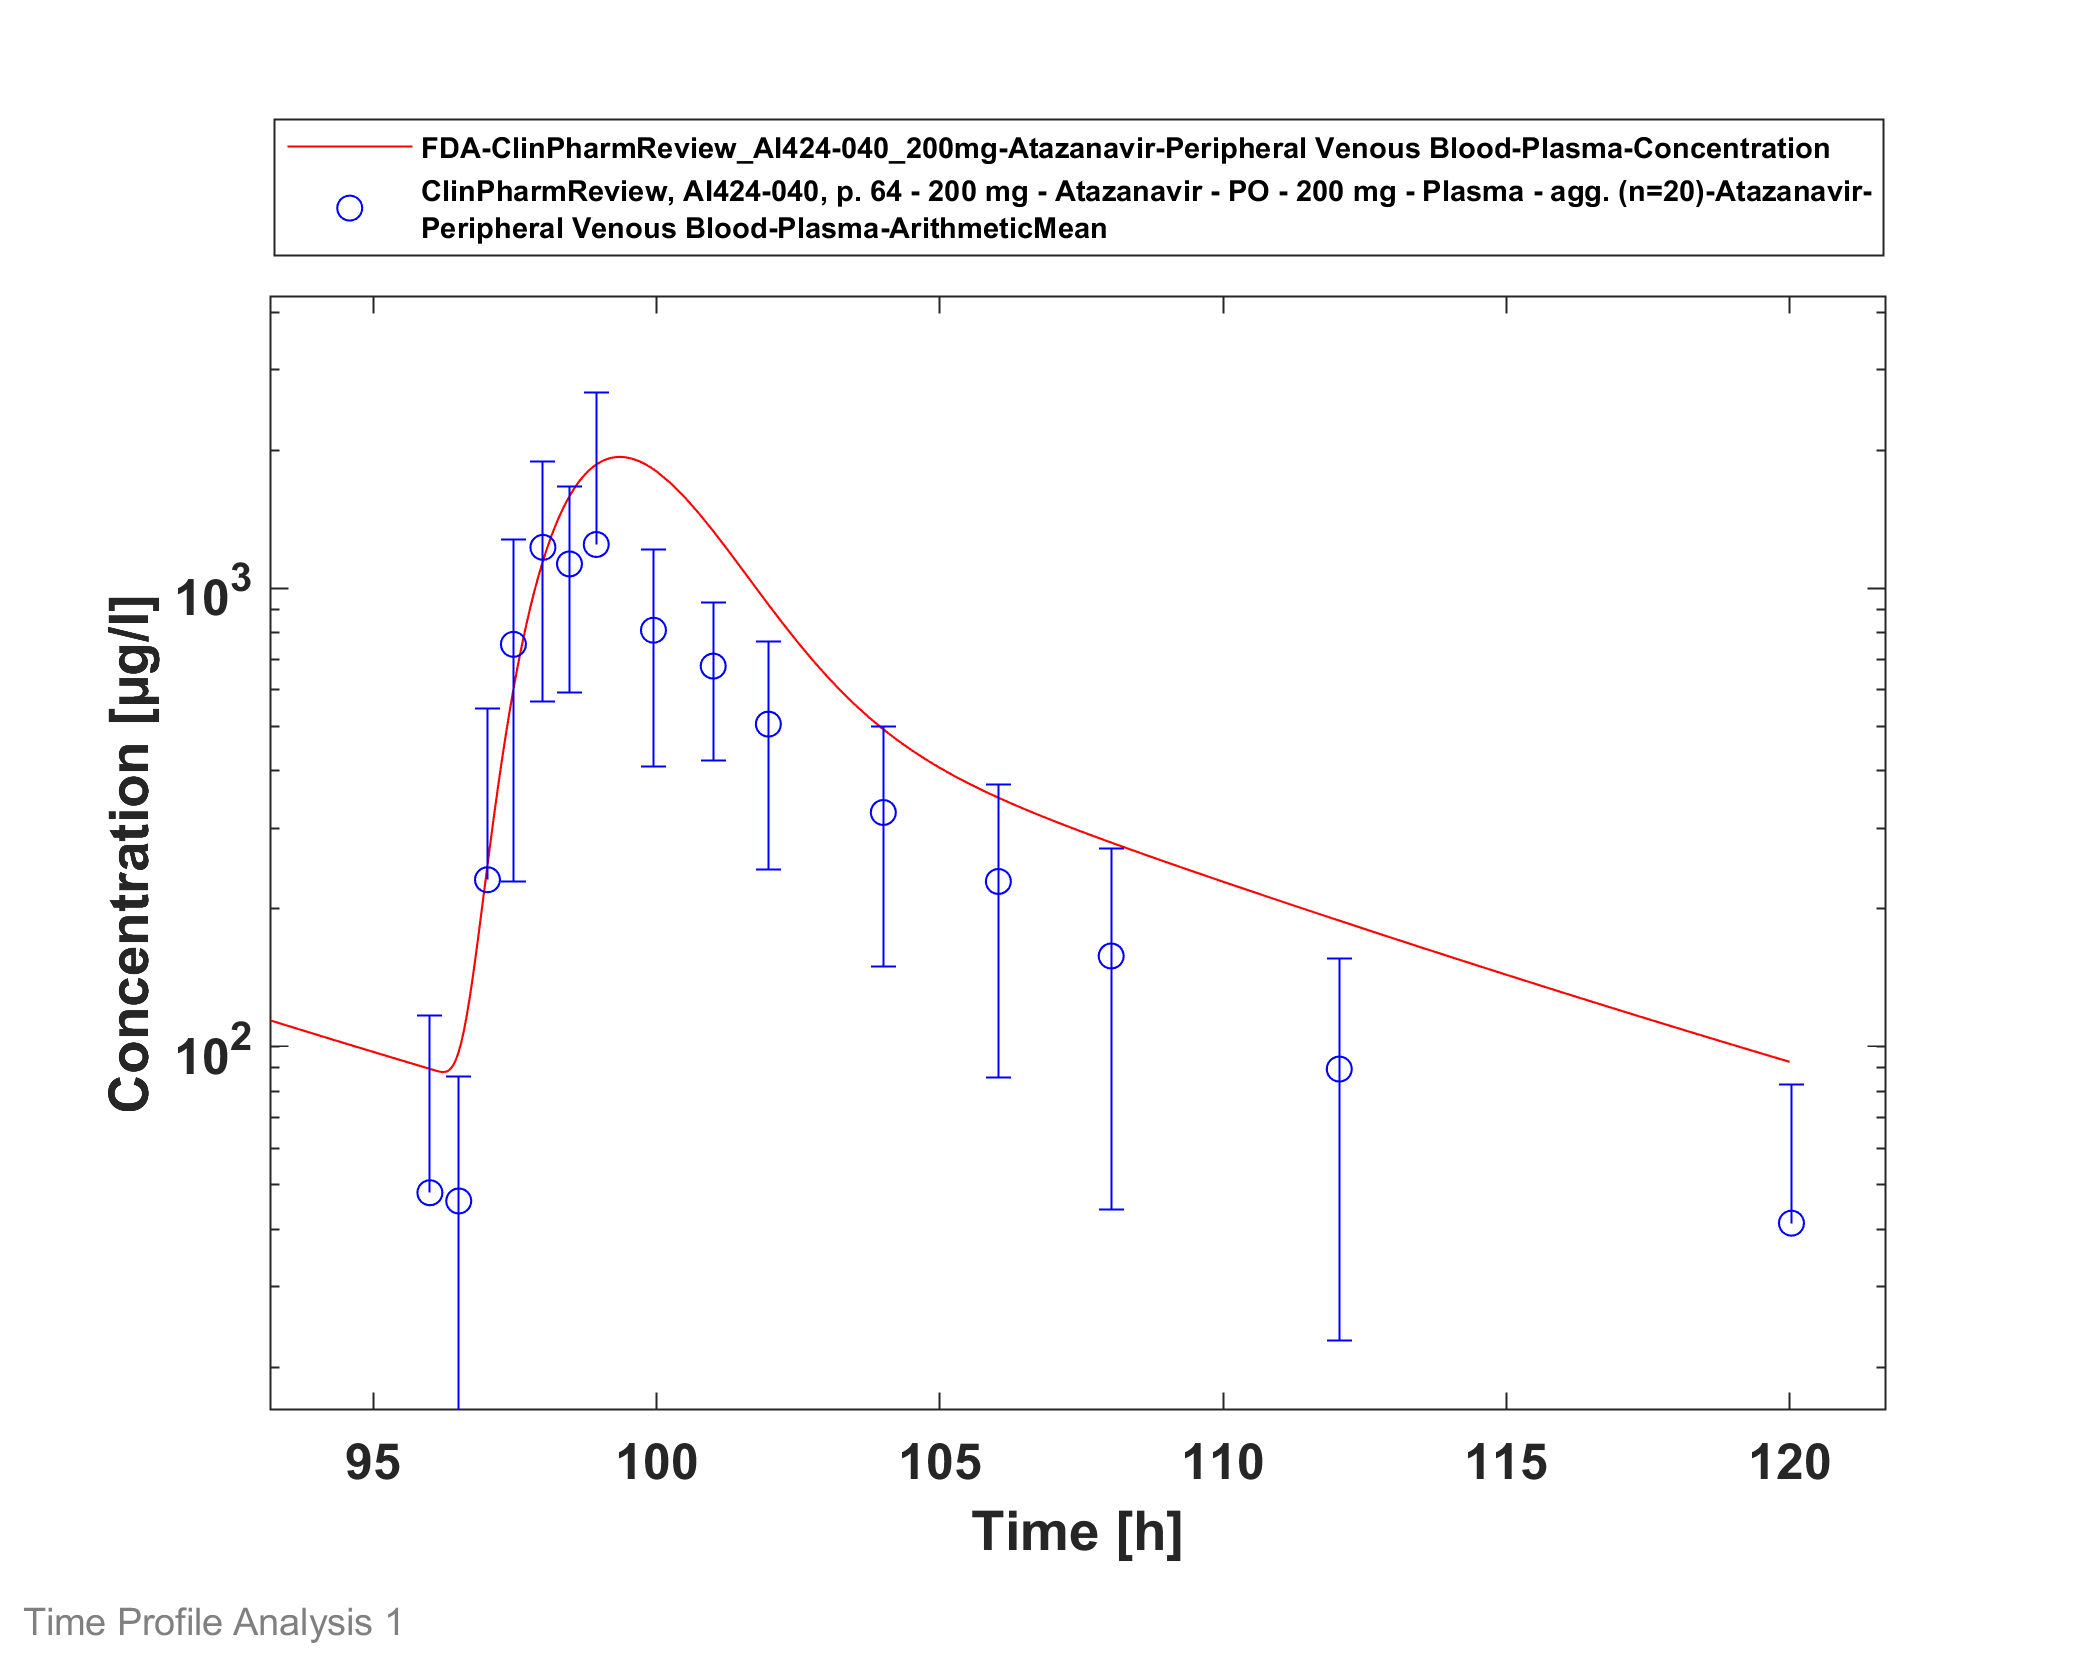 FDA-ClinPharmReview_AI424-040_200mg-Atazanavir-Peripheral Venous Blood-Plasma-Concentration
ClinPharmReview, AI424-040, p. 64 - 200 mg - Atazanavir - PO - 200 mg - Plasma - agg. (n=20)-Atazanavir-
Peripheral Venous Blood-Plasma-ArithmeticMean
Concentration [µg/l]
10³
10²
95 100 105 110 115 120
Time [h]
Time Profile Analysis 1